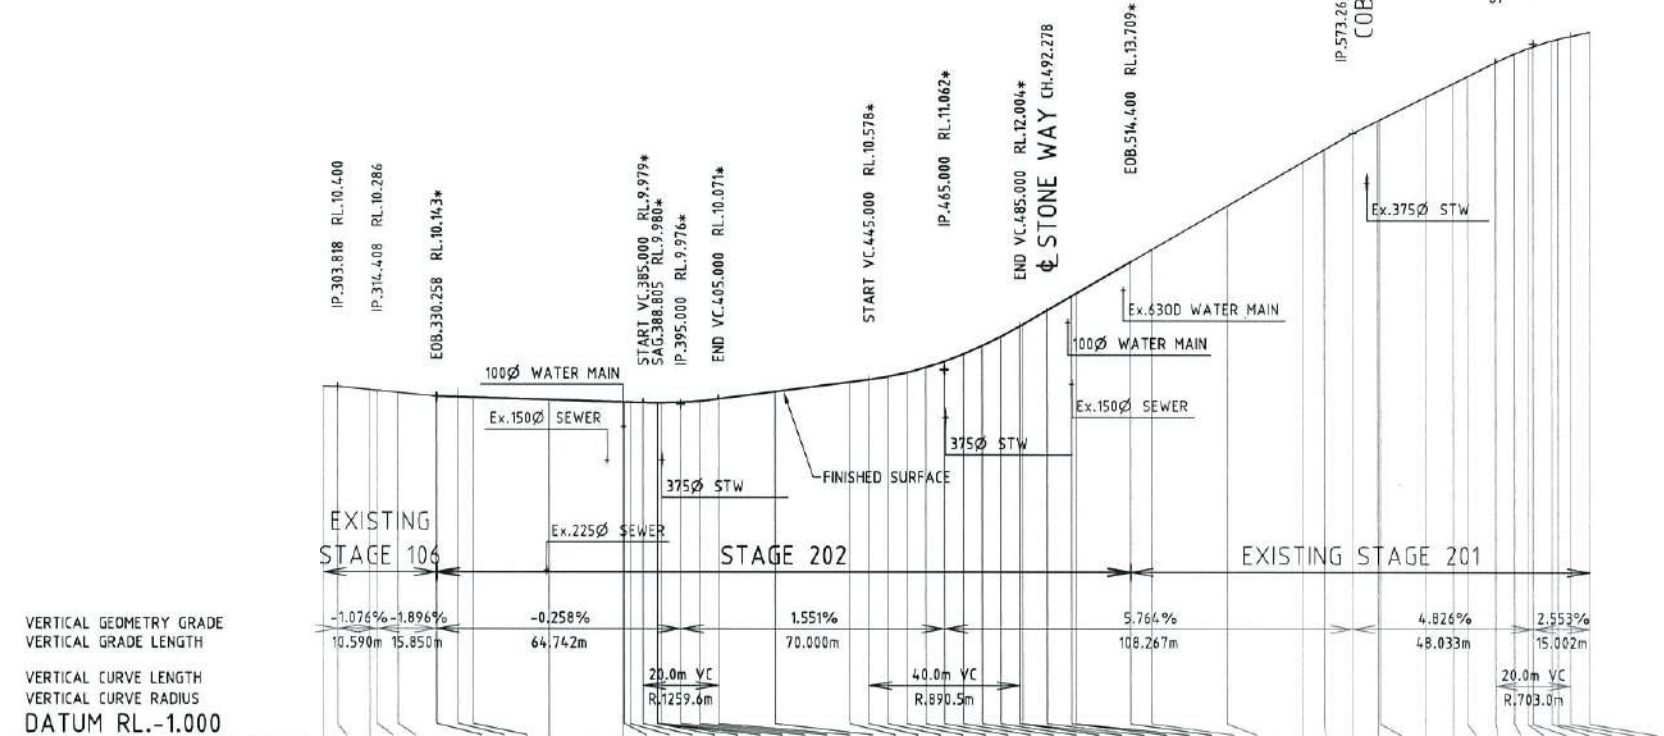 IP.303.818 RL.10.400
IP.314.408 RL.10.286
EOB.330.258 RL.10.143*
START VC.385.000 RL.9.979*
SAG.388.805 RL.9.980*
IP.395.000 RL.9.976*
END VC.405.000 RL.10.071*
START VC.445.000 RL.10.578*
IP.465.000 RL.11.062*
END VC.485.000 RL.12.004*
℄ STONE WAY CH.492.278
EOB.514.400 RL.13.709*
IP.573.26
COB
100Ø WATER MAIN
Ex.150Ø SEWER
375Ø STW
Ex.225Ø SEWER
FINISHED SURFACE
375Ø STW
Ex.150Ø SEWER
100Ø WATER MAIN
Ex.630D WATER MAIN
Ex.375Ø STW
EXISTING
STAGE 106
STAGE 202
EXISTING STAGE 201
VERTICAL GEOMETRY GRADE -1.076% -1.896% -0.258% 1.551% 5.764% 4.826% 2.553%
VERTICAL GRADE LENGTH 10.590m 15.850m 64.742m 70.000m 108.267m 48.033m 15.002m
VERTICAL CURVE LENGTH 20.0m VC 40.0m VC 20.0m VC
VERTICAL CURVE RADIUS R.1259.6m R.890.5m R.703.0m
DATUM RL.-1.000